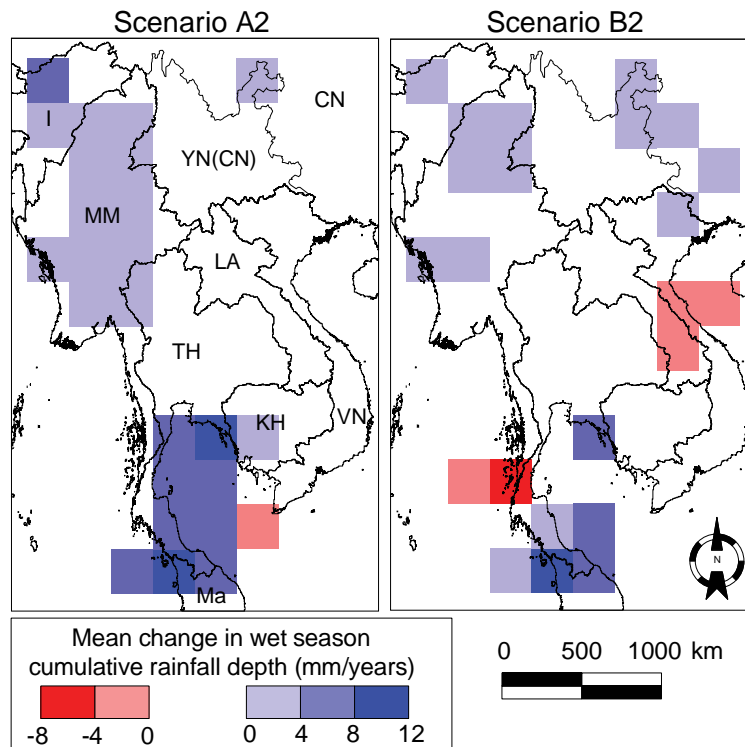 Scenario A2
Scenario B2
I
CN
YN(CN)
MM
LA
TH
KH
VN
Ma
N
Mean change in wet season
cumulative rainfall depth (mm/years)
-8 -4 0
0 4 8 12
0 500 1000 km